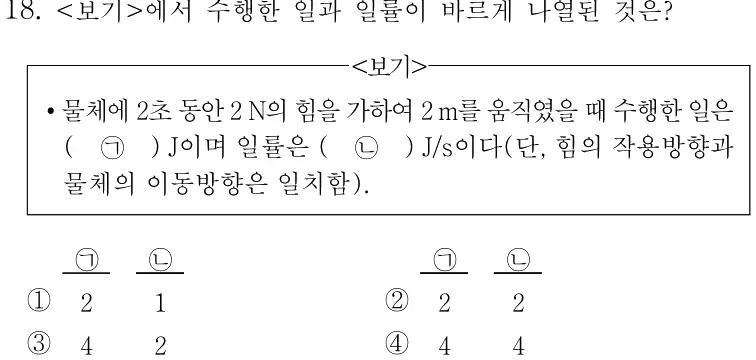 18. <보기>에서 수행한 일과 일률이 바르게 나열된 것은?
<보기>
• 물체에 2초 동안 2 N의 힘을 가하여 2 m를 움직였을 때 수행한 일은
( ㉠ ) J이며 일률은 ( ㉡ ) J/s이다(단, 힘의 작용방향과
물체의 이동방향은 일치함).
㉠ ㉡ ㉠ ㉡
① 2 1 ② 2 2
③ 4 2 ④ 4 4